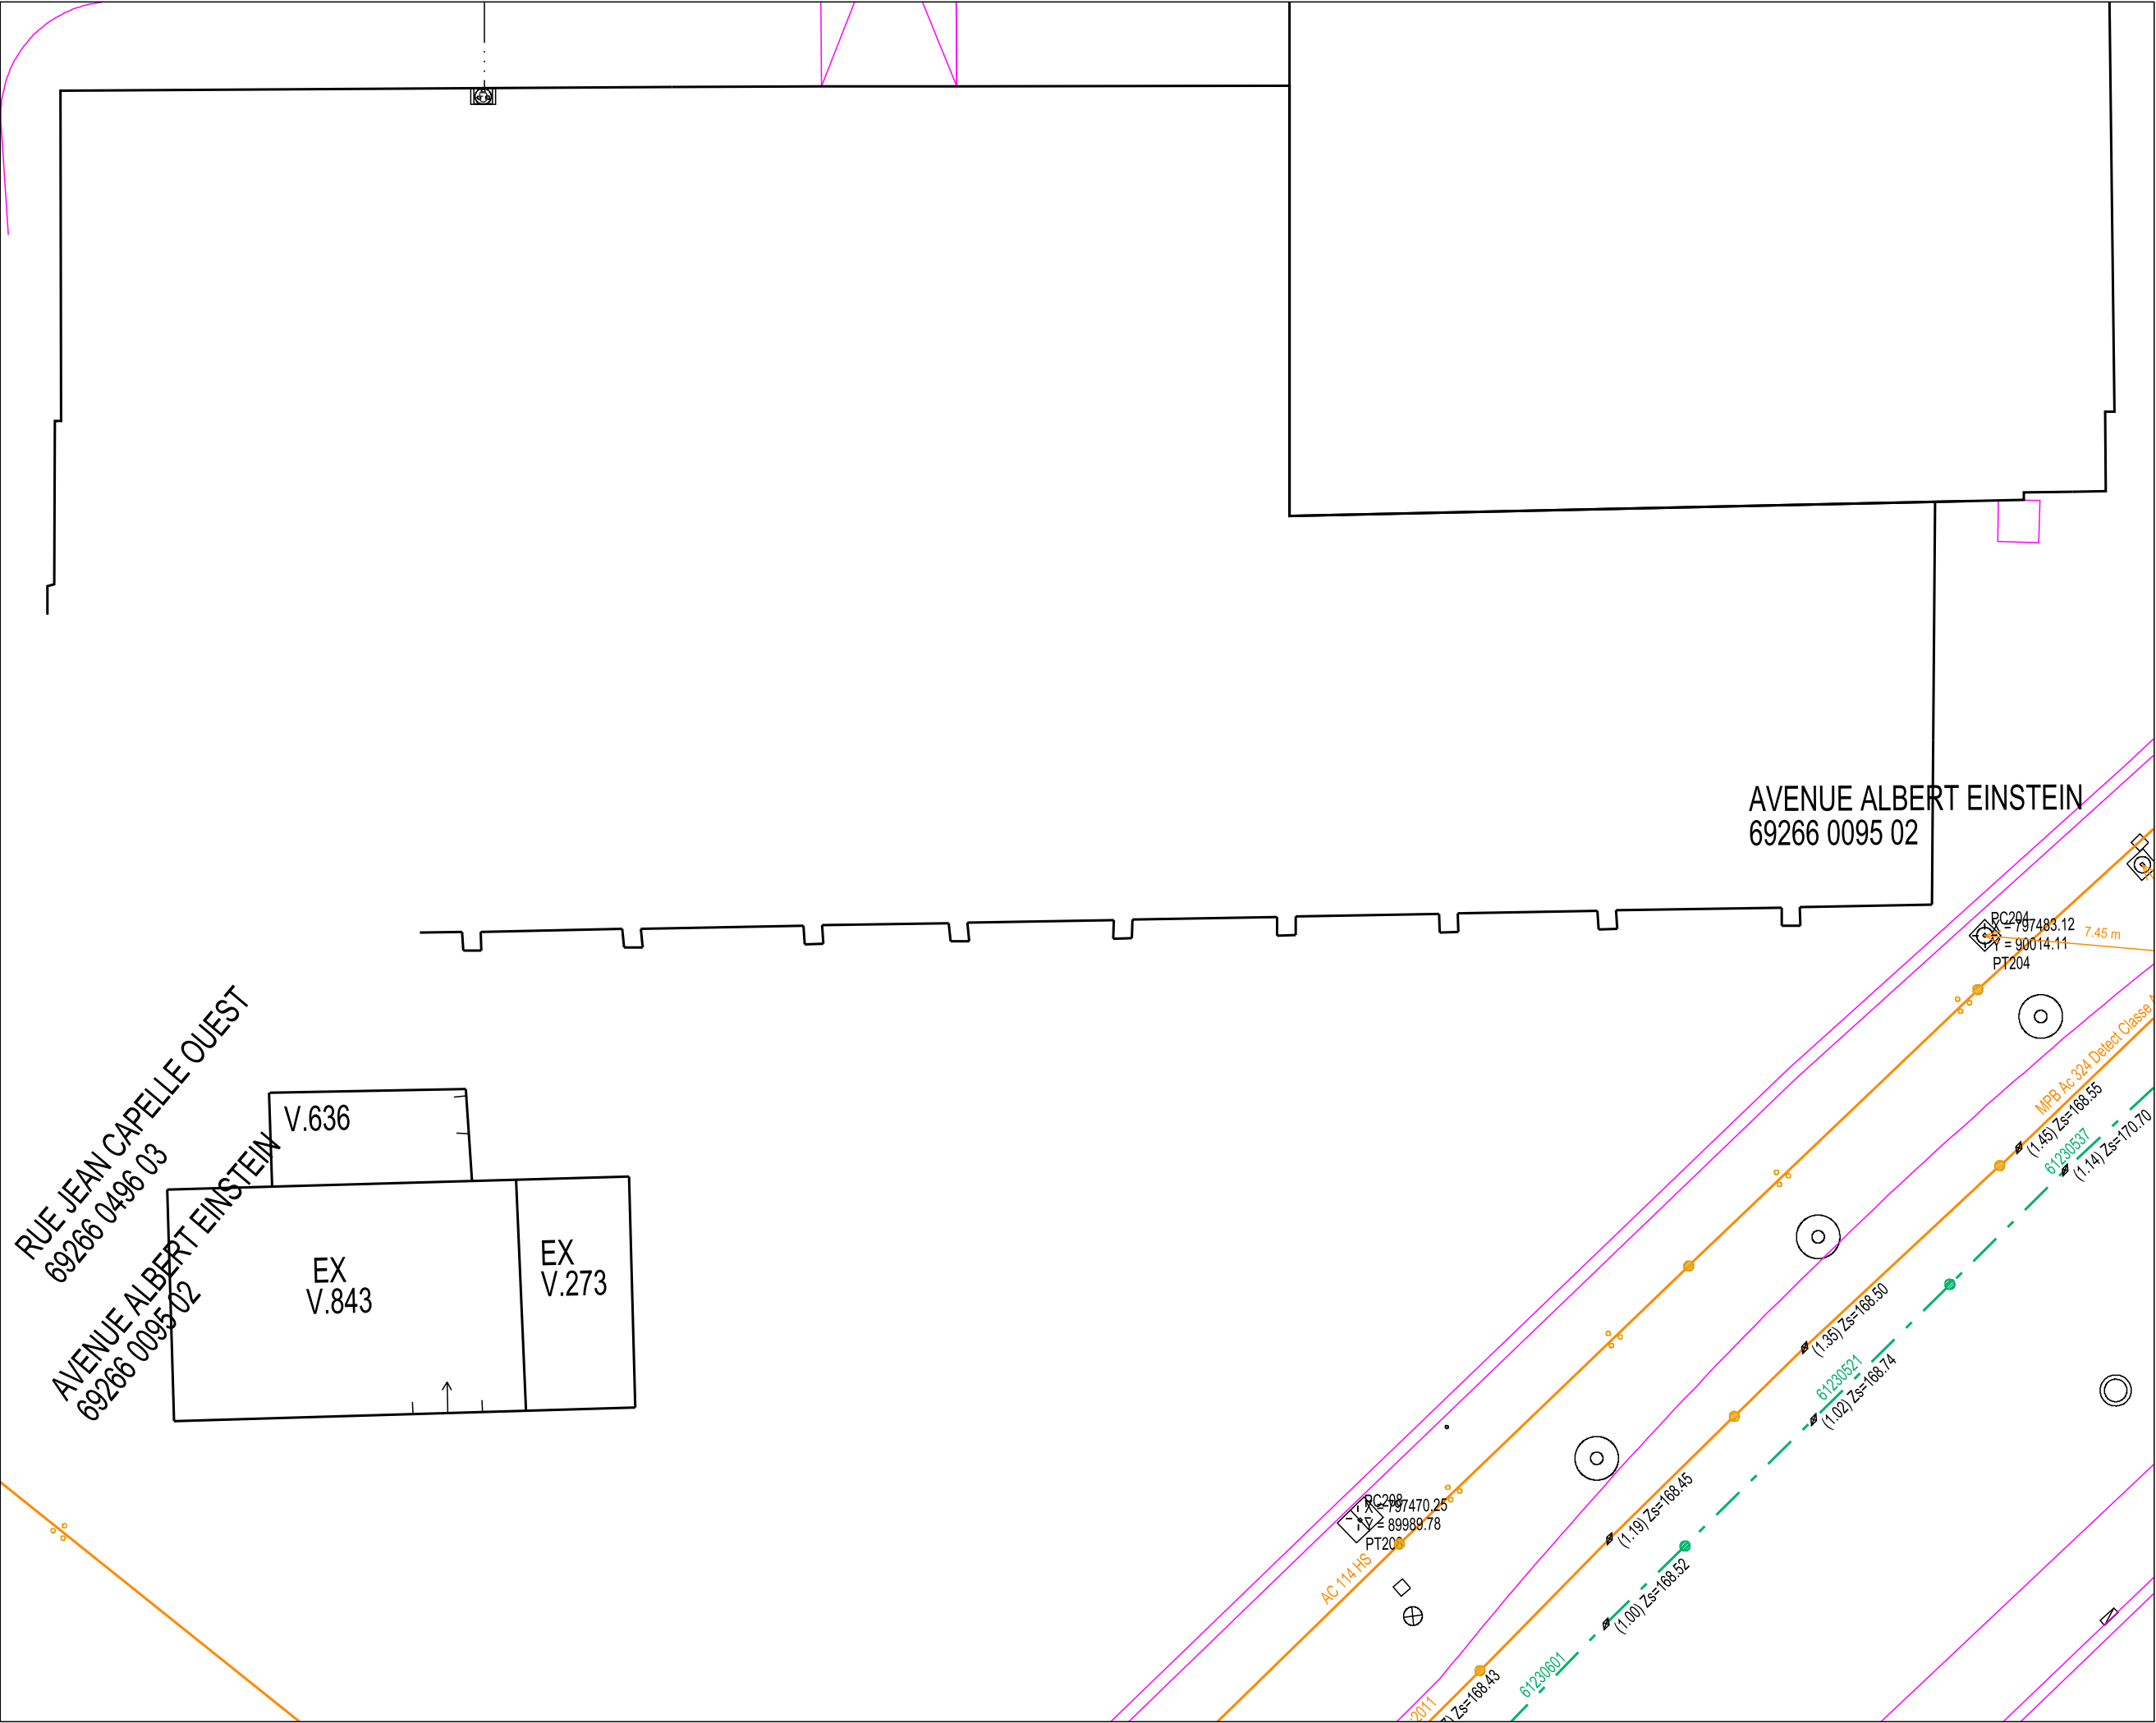 AVENUE ALBERT EINSTEIN
69266 0095 02
PC204
X = 797483.12
Y = 90014.11
PT204
7.45 m
RUE JEAN CAPELLE OUEST
69266 0496 03
AVENUE ALBERT EINSTEIN
69266 0095 02
V.636
EX
V.843
EX
V.273
MPB Ac 324 Detect Classe
(1.45) Zs=168.55
61230537
(1.14) Zs=170.70
(1.35) Zs=168.50
61230521
(1.02) Zs=168.74
(1.19) Zs=168.45
(1.00) Zs=168.52
61230601
PC208
X = 797470.25
Y = 89989.78
AC 114 HS
2011
Zs=168.43